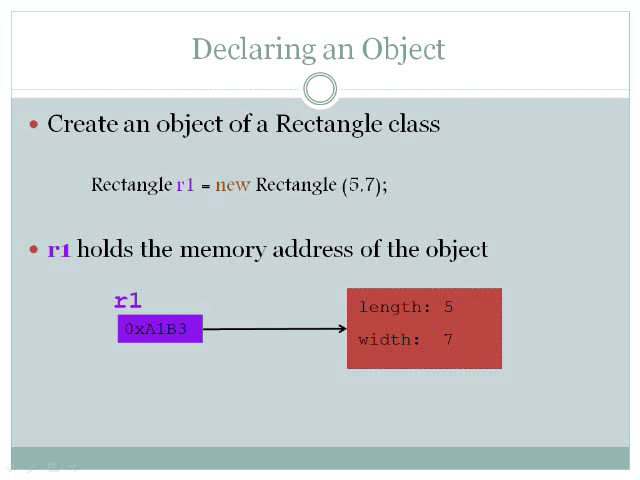 Declaring an Object
Create an object of a Rectangle class
Rectangle r1 = new Rectangle (5,7);
r1 holds the memory address of the object
r1
0xA1B3
length: 5
width: 7